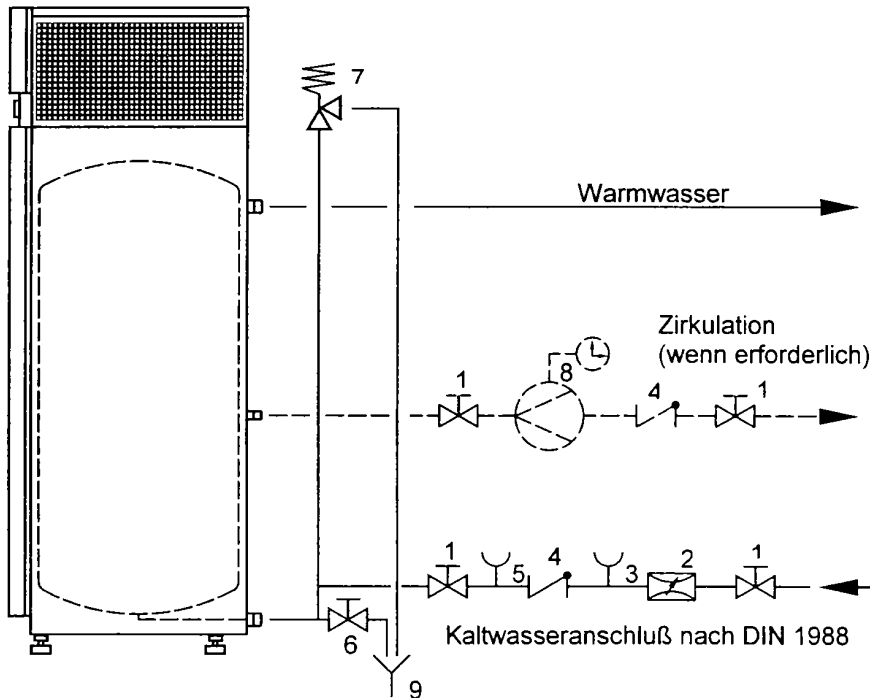 7
Warmwasser
Zirkulation
(wenn erforderlich)
1 8 4 1
1 5 4 3 2 1
6
Kaltwasseranschluß nach DIN 1988
9